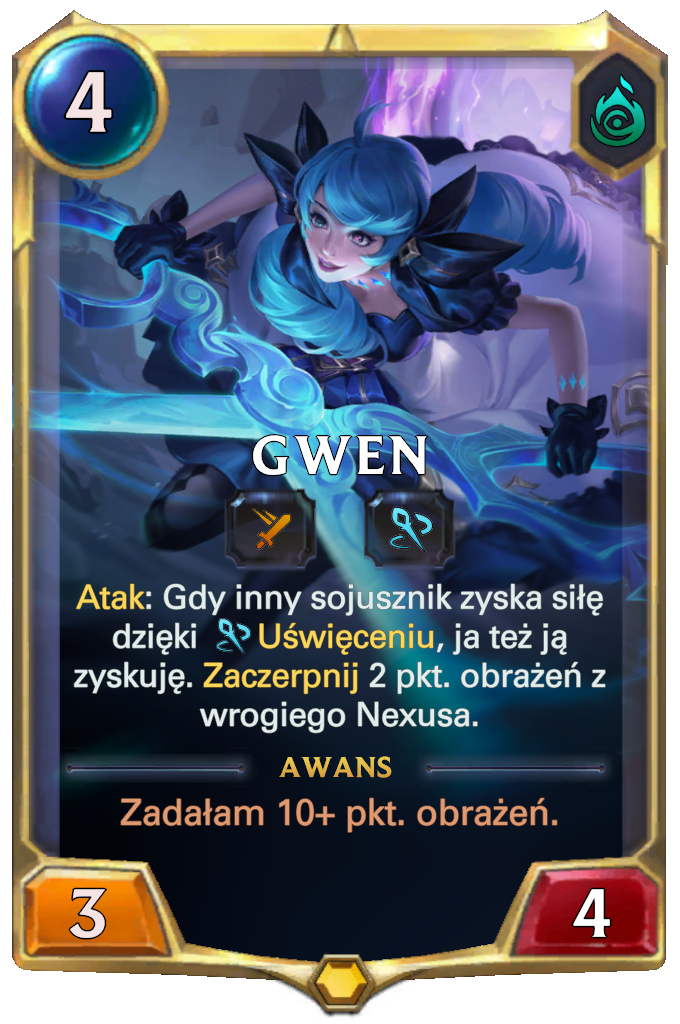 4
GWEN
Atak: Gdy inny sojusznik zyska siłę
dzięki Uświęceniu, ja też ją
zyskuję. Zaczerpnij 2 pkt. obrażeń z
wrogiego Nexusa.
AWANS
Zadałam 10+ pkt. obrażeń.
3
4